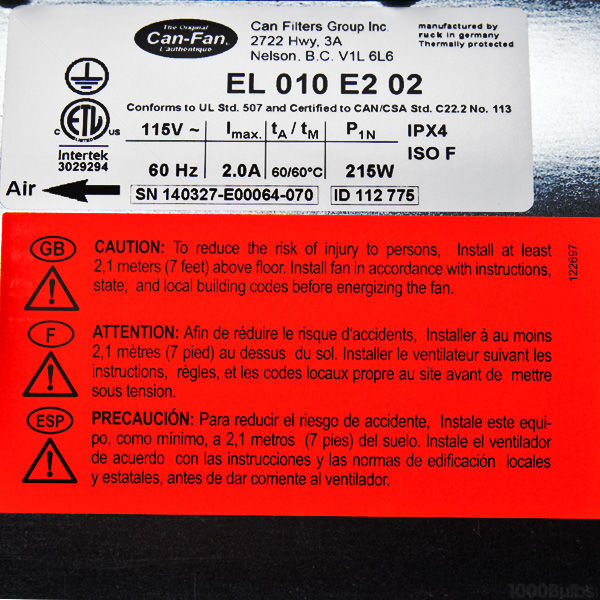 The Original
Can-Fan.
L'authentique
Can Filters Group Inc.
2722 Hwy, 3A
Nelson, B.C. V1L 6L6
manufactured by
ruck in germany
Thermally protected
EL 010 E2 02
Conforms to UL Std. 507 and Certified to CAN/CSA Std. C22.2 No. 113
C ETL US
LISTED
Intertek
3029294
115V ~ Imax. tA / tM P1N IPX4
ISO F
60 Hz 2.0A 60/60°C 215W
Air
SN 140327-E00064-070 ID 112 775
GB
CAUTION: To reduce the risk of injury to persons, Install at least
2,1 meters (7 feet) above floor. Install fan in accordance with instructions,
state, and local building codes before energizing the fan.
122697
F
ATTENTION: Afin de réduire le risque d'accidents, Installer à au moins
2,1 mètres (7 pied) au dessus du sol. Installer le ventilateur suivant les
instructions, règles, et les codes locaux propre au site avant de mettre
sous tension.
ESP
PRECAUCIÓN: Para reducir el riesgo de accidente, Instale este equi-
po, como mínimo, a 2,1 metros (7 pies) del suelo. Instale el ventilador
de acuerdo con las instrucciones y las normas de edificación locales
y estatales, antes de dar corriente al ventilador.
1000Bulbs